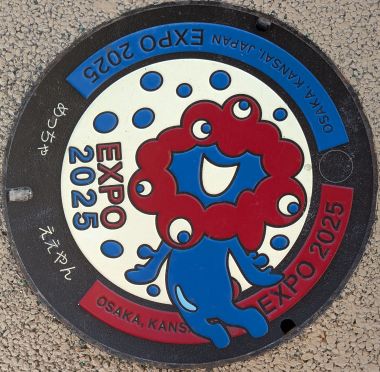 OSAKA, KANSAI, JAPAN EXPO 2025
めっちゃ
ええやん
EXPO
2025
OSAKA, KANS
EXPO 2025